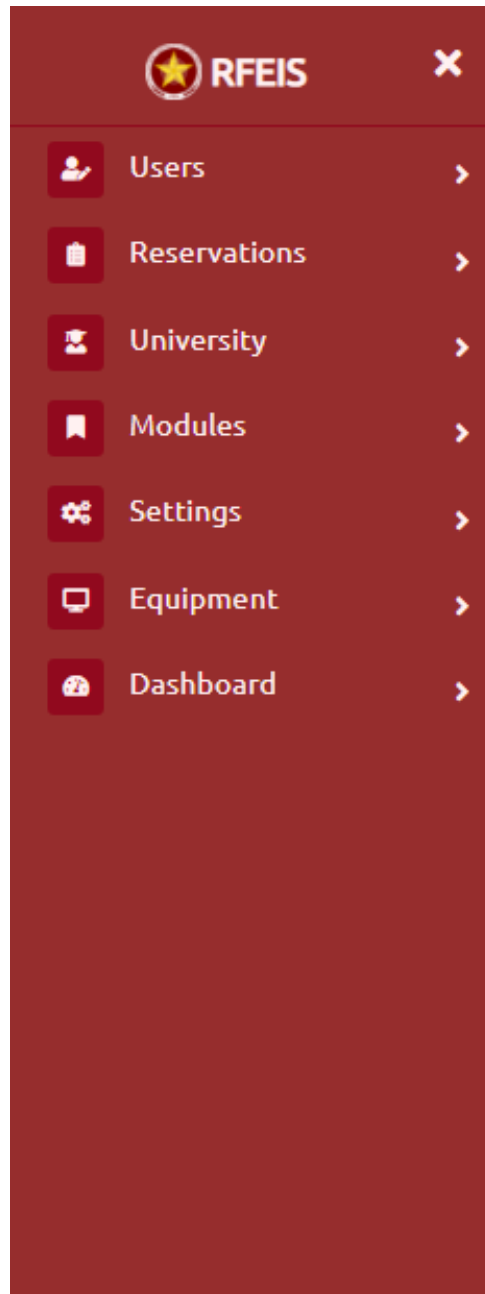 RFEIS
Users
Reservations
University
Modules
Settings
Equipment
Dashboard